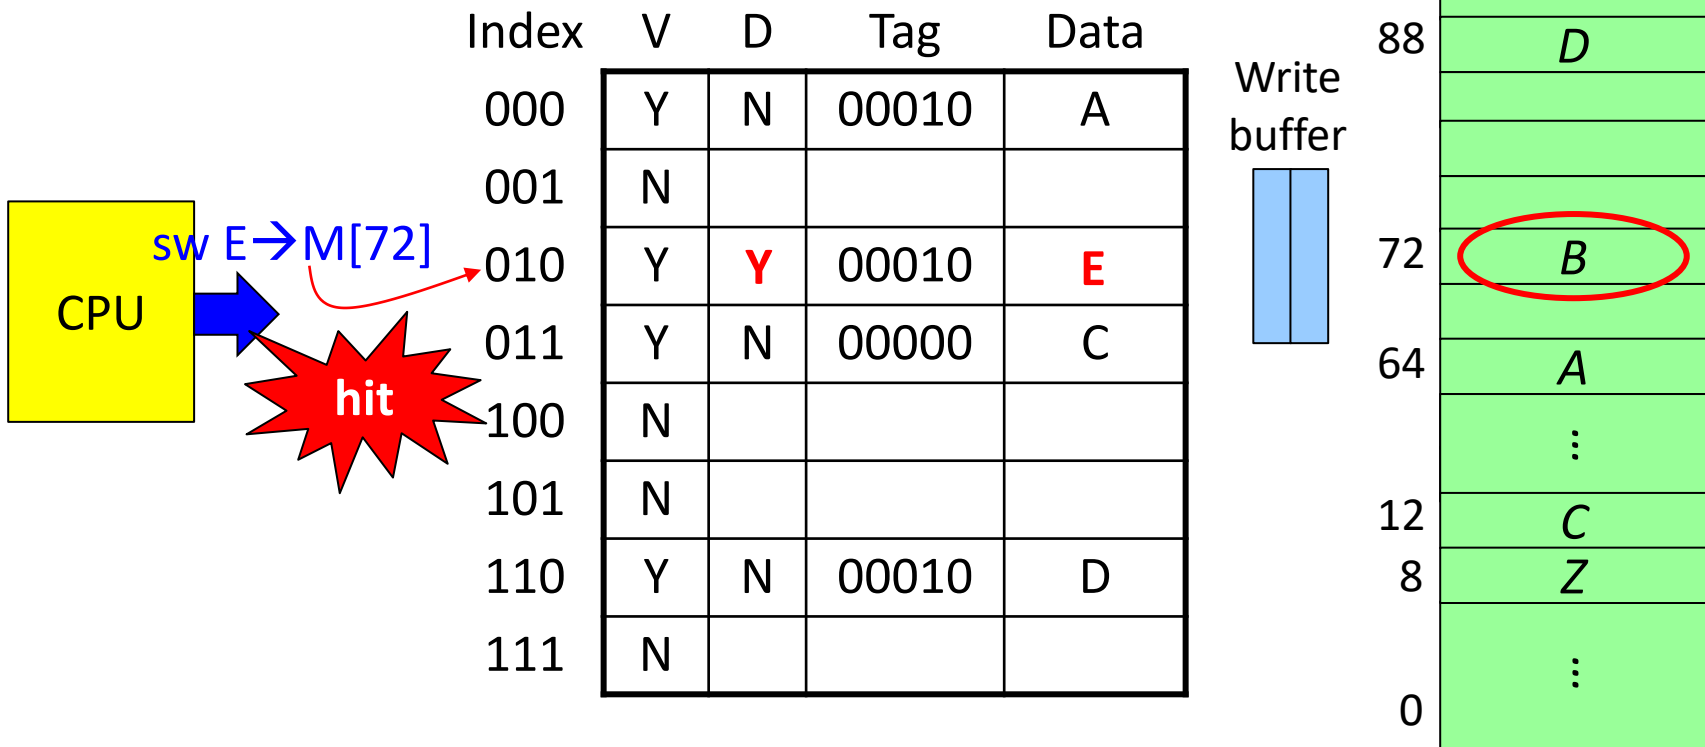 Index V D Tag Data
000 Y N 00010 A
001 N
010 Y Y 00010 E
011 Y N 00000 C
100 N
101 N
110 Y N 00010 D
111 N
CPU
sw E→M[72]
hit
Write
buffer
88 D
72 B
64 A
⋮
12 C
8 Z
⋮
0